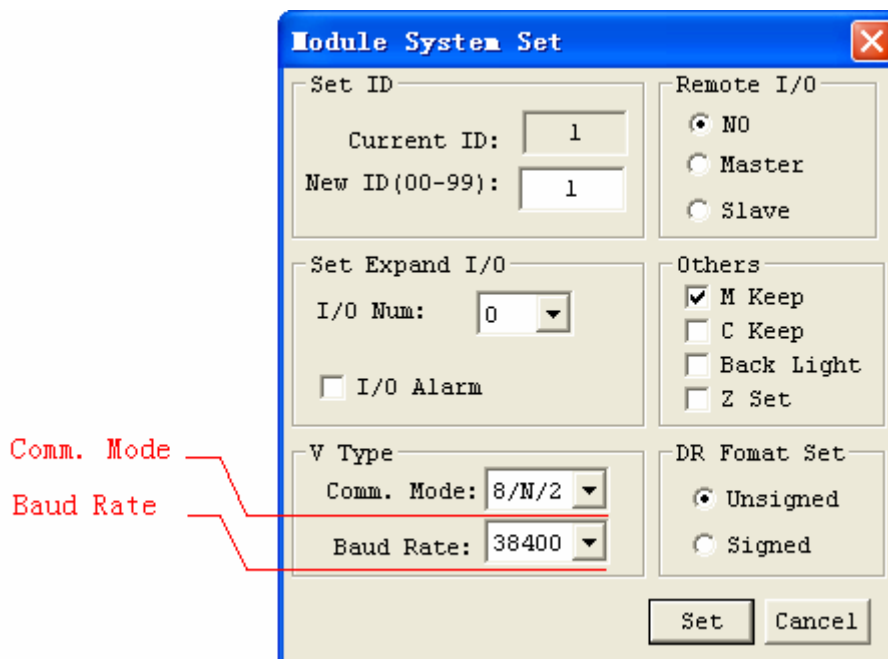 Module System Set
Set ID
Current ID: 1
New ID(00-99): 1
Remote I/O
NO
Master
Slave
Set Expand I/O
I/O Num: 0
I/O Alarm
Others
M Keep
C Keep
Back Light
Z Set
Comm. Mode
Baud Rate
V Type
Comm. Mode: 8/N/2
Baud Rate: 38400
DR Fomat Set
Unsigned
Signed
Set
Cancel